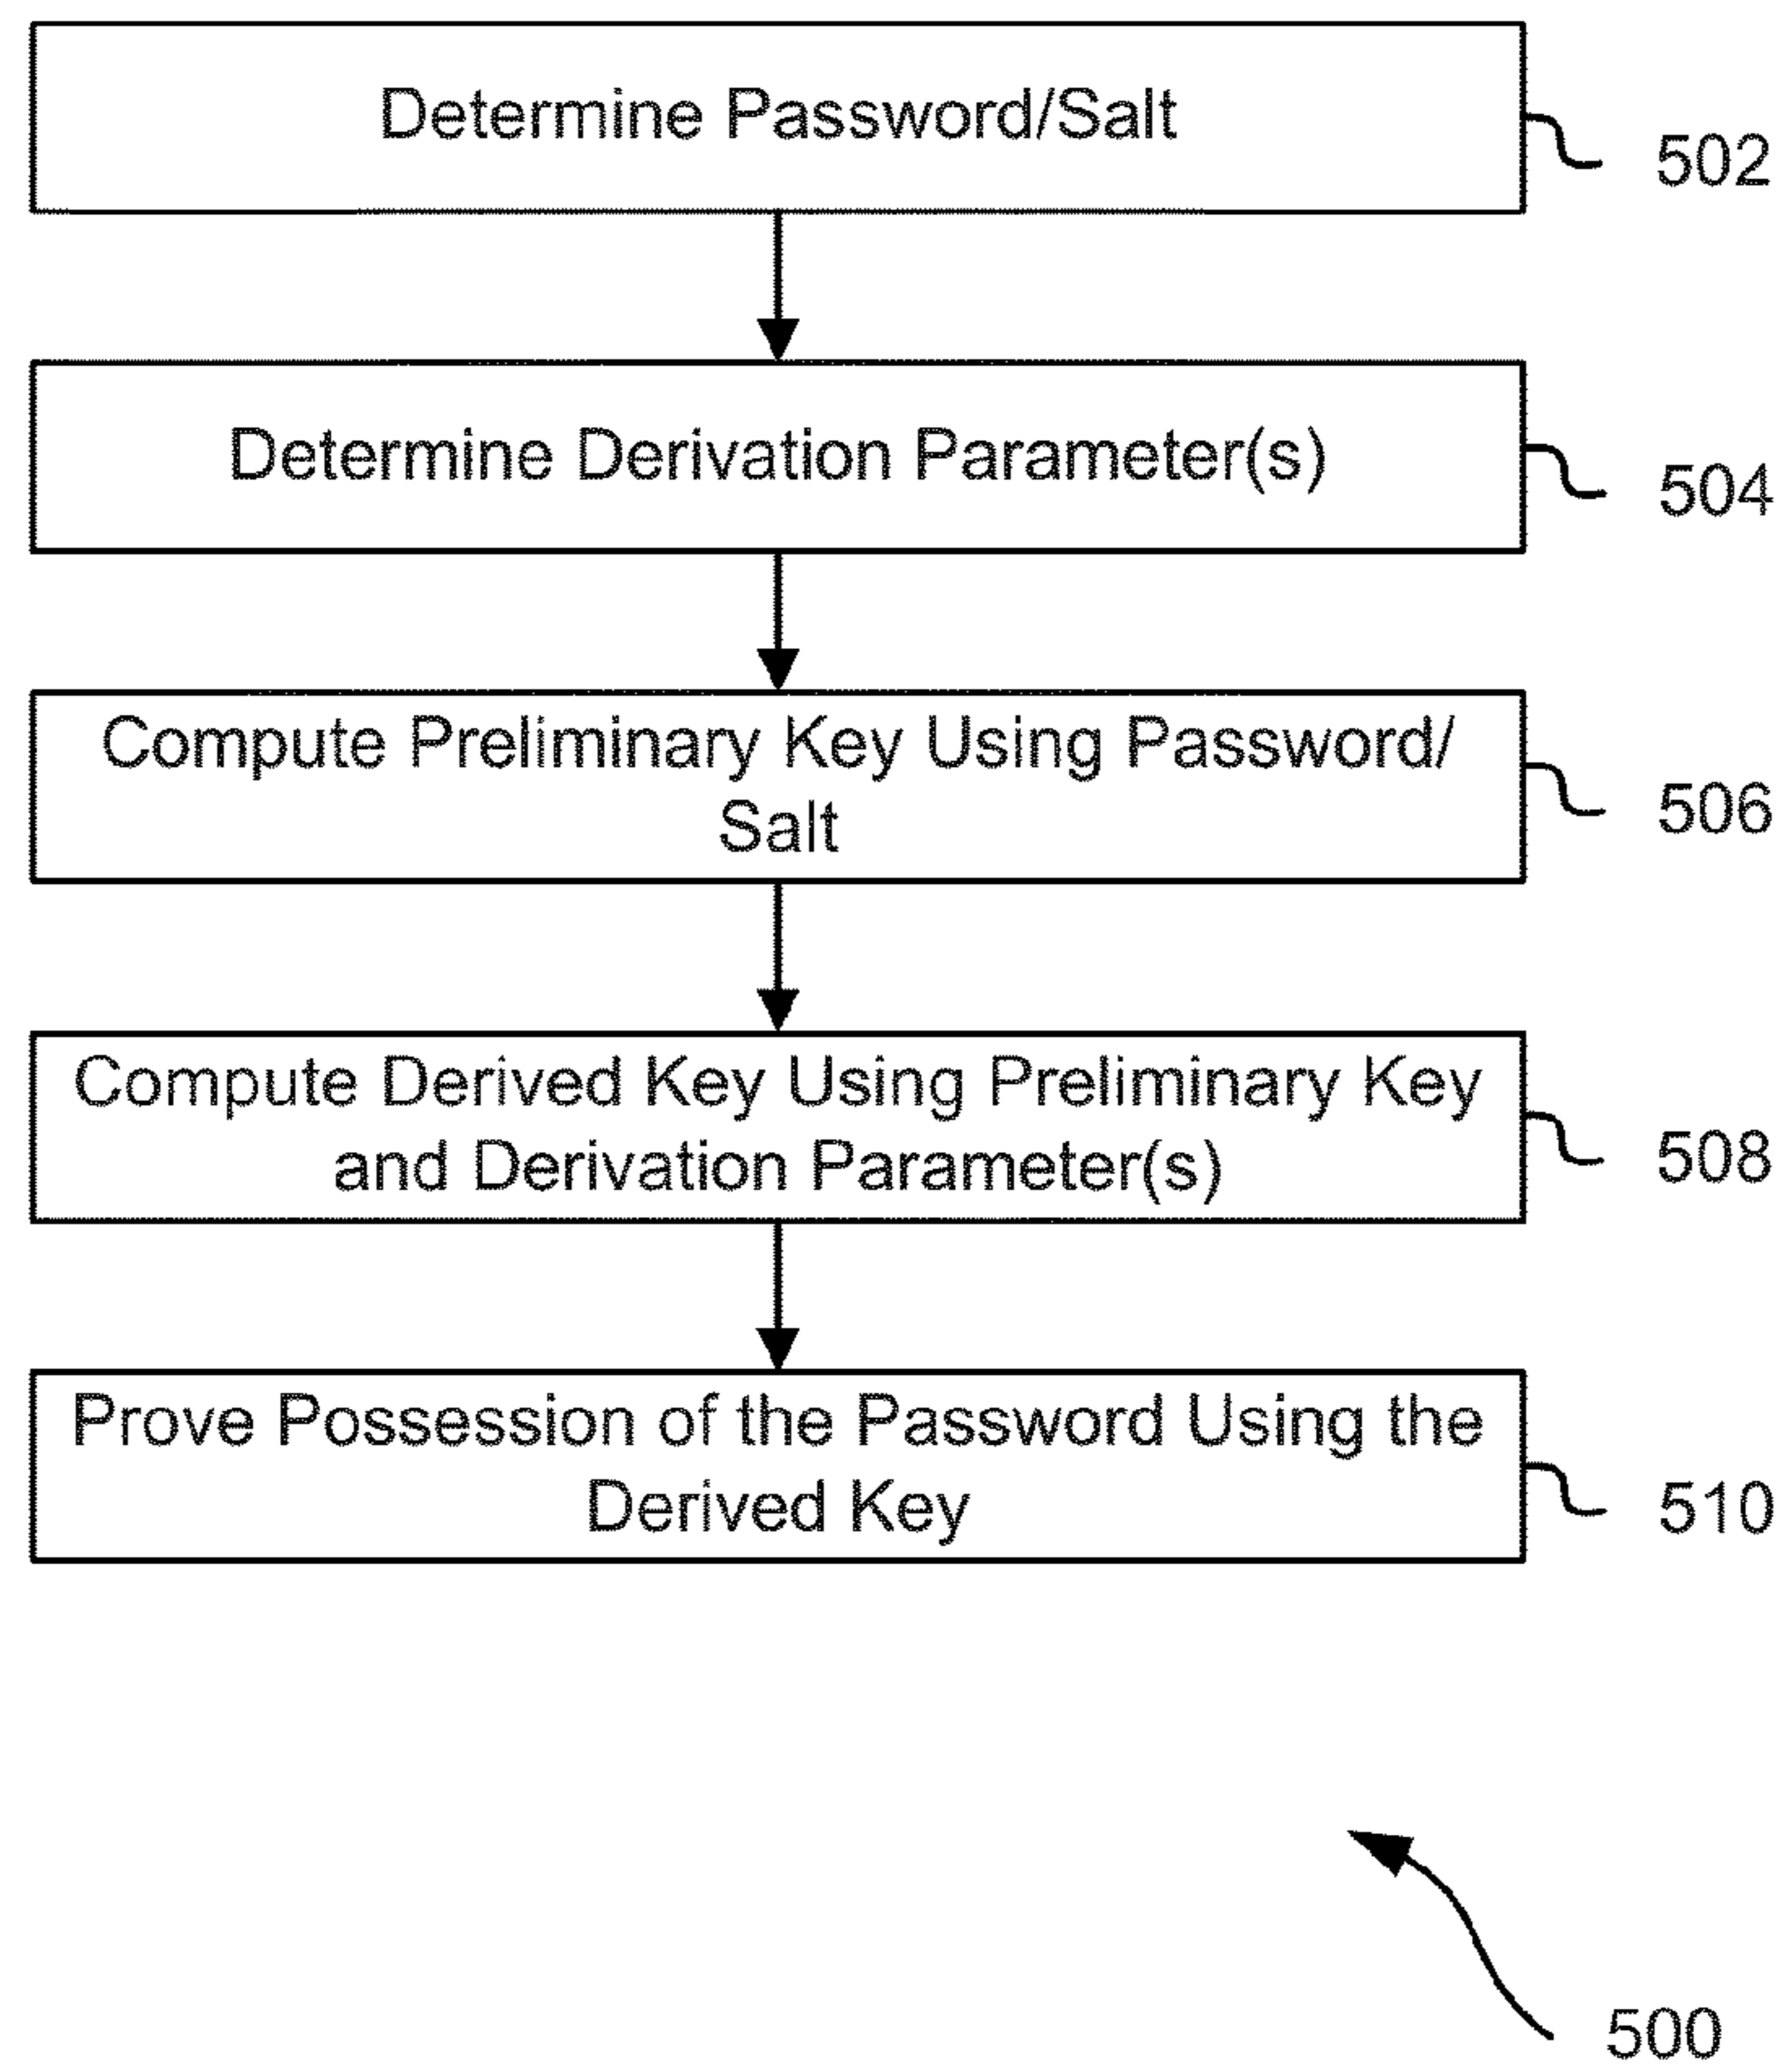 Determine Password/Salt
502
Determine Derivation Parameter(s)
504
Compute Preliminary Key Using Password/
Salt
506
Compute Derived Key Using Preliminary Key
and Derivation Parameter(s)
508
Prove Possession of the Password Using the
Derived Key
510
500